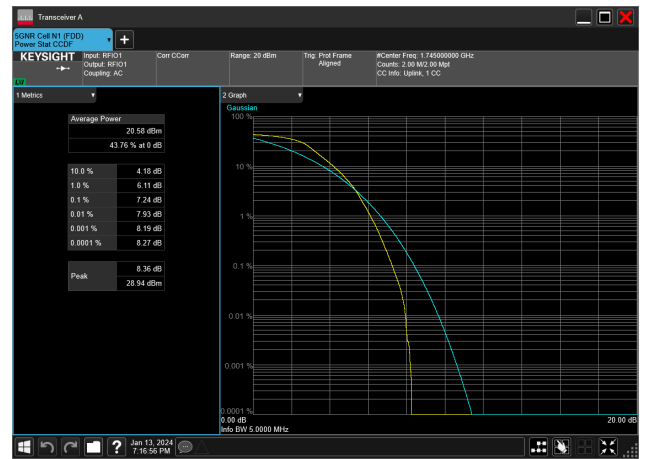 Transceiver A
5GNR Cell N1 (FDD)
Power Stat CCDF
KEYSIGHT
LXI
Input: RFIO1
Output: RFIO1
Coupling: AC
Corr CCorr
Range: 20 dBm
Trig: Prot Frame
Aligned
#Center Freq: 1.745000000 GHz
Counts: 2.00 M/2.00 Mpt
CC Info: Uplink, 1 CC
1 Metrics
Average Power
20.58 dBm
43.76 % at 0 dB
10.0 % 4.18 dB
1.0 % 6.11 dB
0.1 % 7.24 dB
0.01 % 7.93 dB
0.001 % 8.19 dB
0.0001 % 8.27 dB
Peak
8.36 dB
28.94 dBm
2 Graph
Gaussian
100 %
10 %
1 %
0.1 %
0.01 %
0.001 %
0.0001 %
0.00 dB
20.00 dB
Info BW 5.0000 MHz
Jan 13, 2024
7:16:56 PM